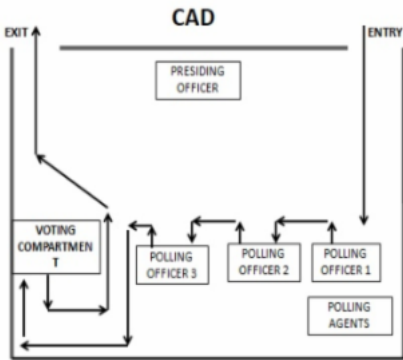 CAD
EXIT
ENTRY
PRESIDING
OFFICER
VOTING
COMPARTMEN
T
POLLING
OFFICER 3
POLLING
OFFICER 2
POLLING
OFFICER 1
POLLING
AGENTS